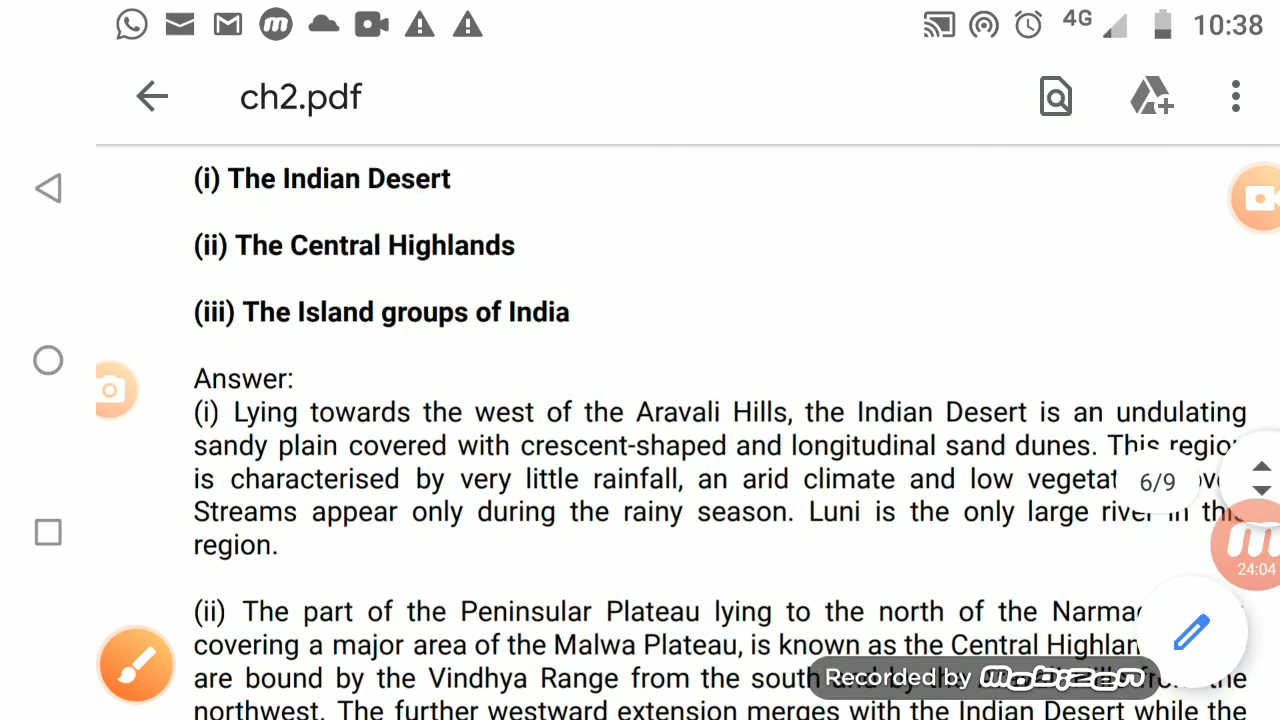 4G 10:38
ch2.pdf
(i) The Indian Desert
(ii) The Central Highlands
(iii) The Island groups of India
Answer:
(i) Lying towards the west of the Aravali Hills, the Indian Desert is an undulating
sandy plain covered with crescent-shaped and longitudinal sand dunes. This region
is characterised by very little rainfall, an arid climate and low
6/9
Streams appear only during the rainy season. Luni is the only large river in this
region.
24:04
(ii) The part of the Peninsular Plateau lying to the north of the
covering a major area of the Malwa Plateau, is known as the Central
are bound by the Vindhya Range from the south the
Recorded by mobizen
northwest. The further westward extension merges with the Indian Desert while the